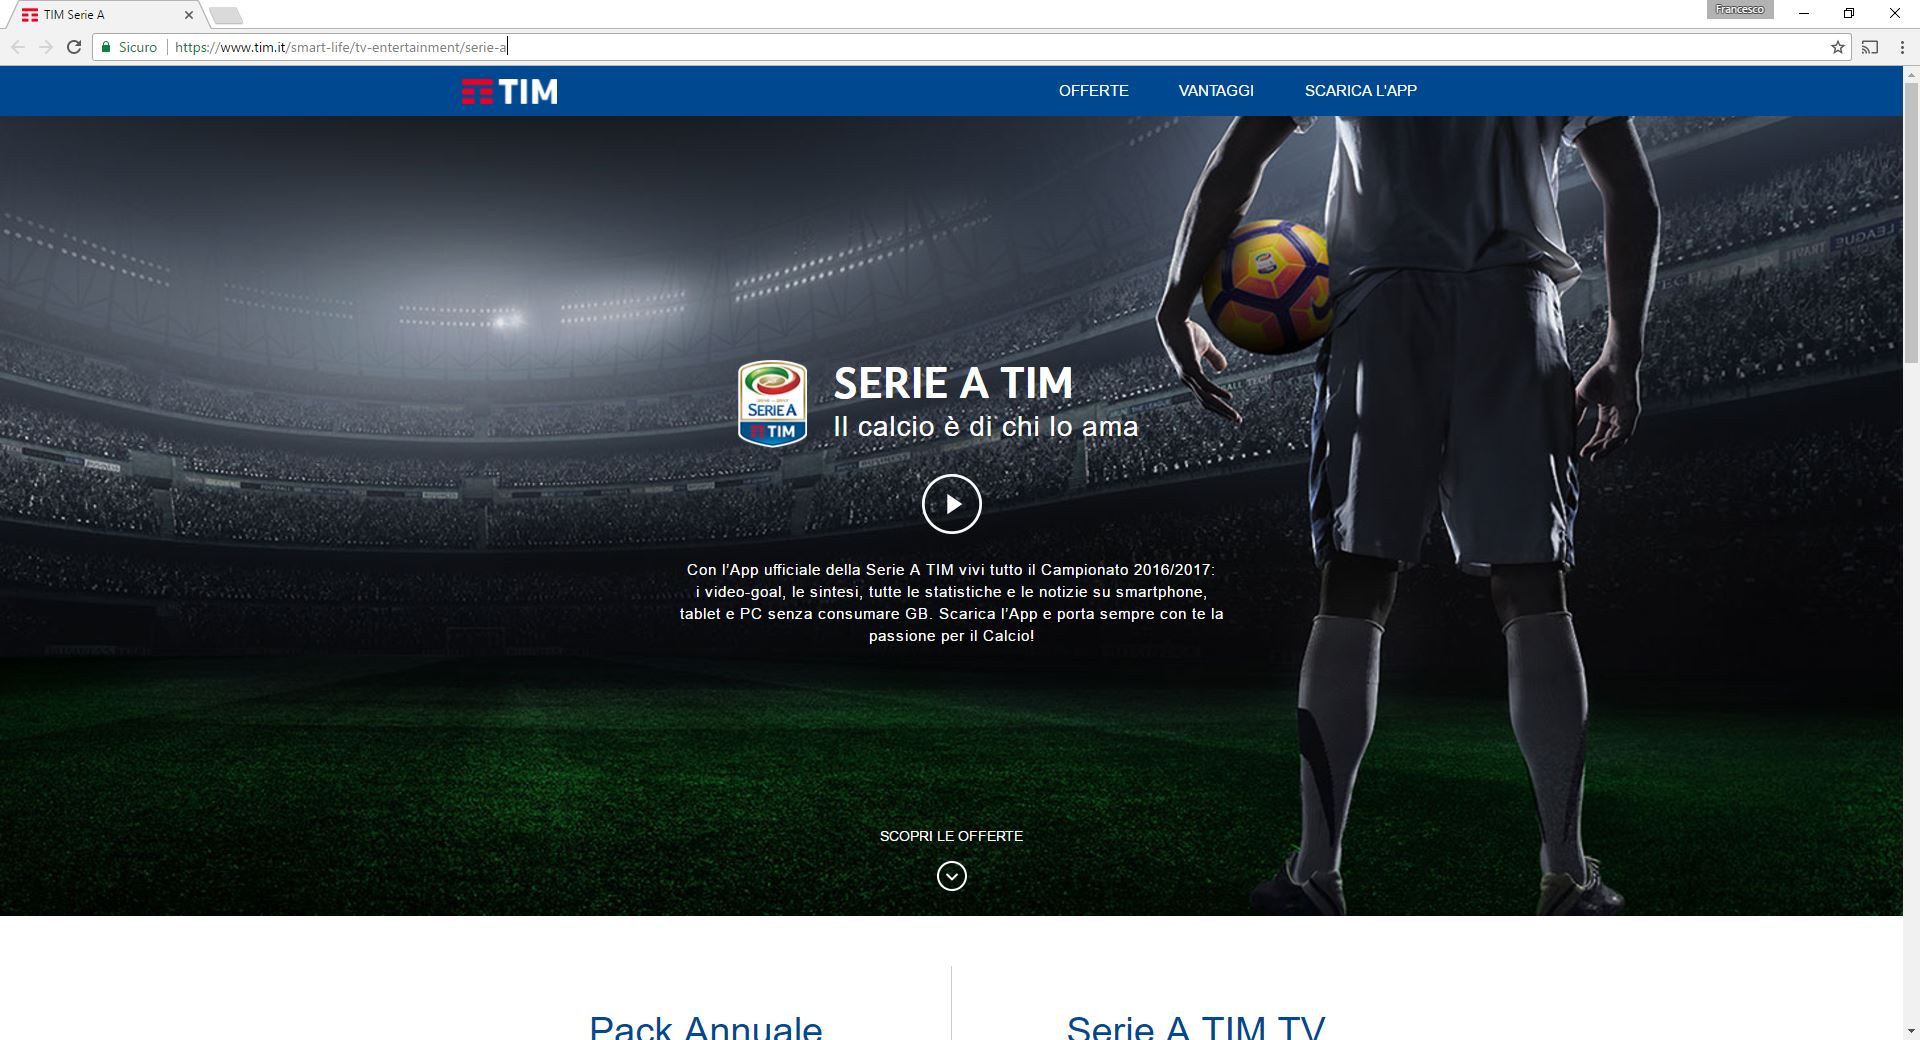 TIM Serie A
Francesco
Sicuro
https://www.tim.it/smart-life/tv-entertainment/serie-a
TIM
OFFERTE
VANTAGGI
SCARICA L'APP
SERIE A
TIM
SERIE A TIM
Il calcio è di chi lo ama
Con l'App ufficiale della Serie A TIM vivi tutto il Campionato 2016/2017:
i video-goal, le sintesi, tutte le statistiche e le notizie su smartphone,
tablet e PC senza consumare GB. Scarica l'App e porta sempre con te la
passione per il Calcio!
SCOPRI LE OFFERTE
Pack Annuale
Serie A TIM TV